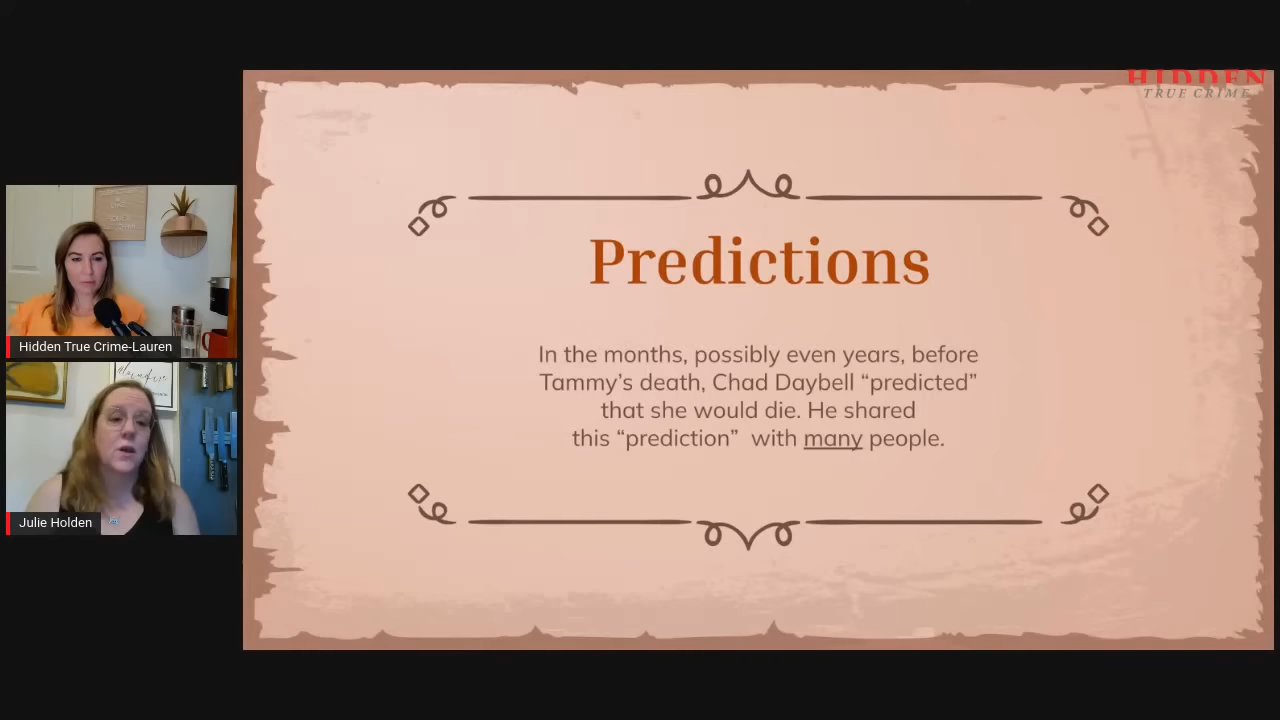 HIDDEN
TRUE CRIME
Predictions
In the months, possibly even years, before
Tammy’s death, Chad Daybell “predicted”
that she would die. He shared
this “prediction”  with many people.
Hidden True Crime-Lauren
Julie Holden